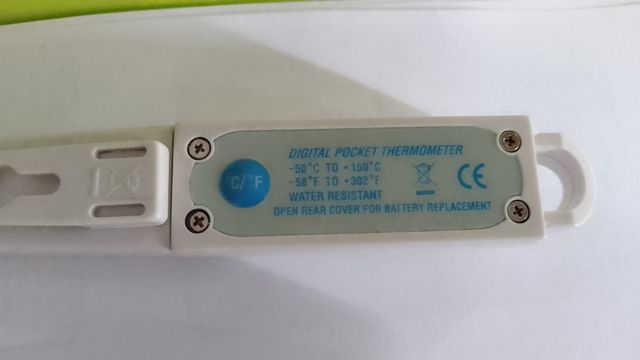 DIGITAL POCKET THERMOMETER
-50°C TO +150°C
-58°F TO +302°F
°C/°F
CE
WATER RESISTANT
OPEN REAR COVER FOR BATTERY REPLACEMENT